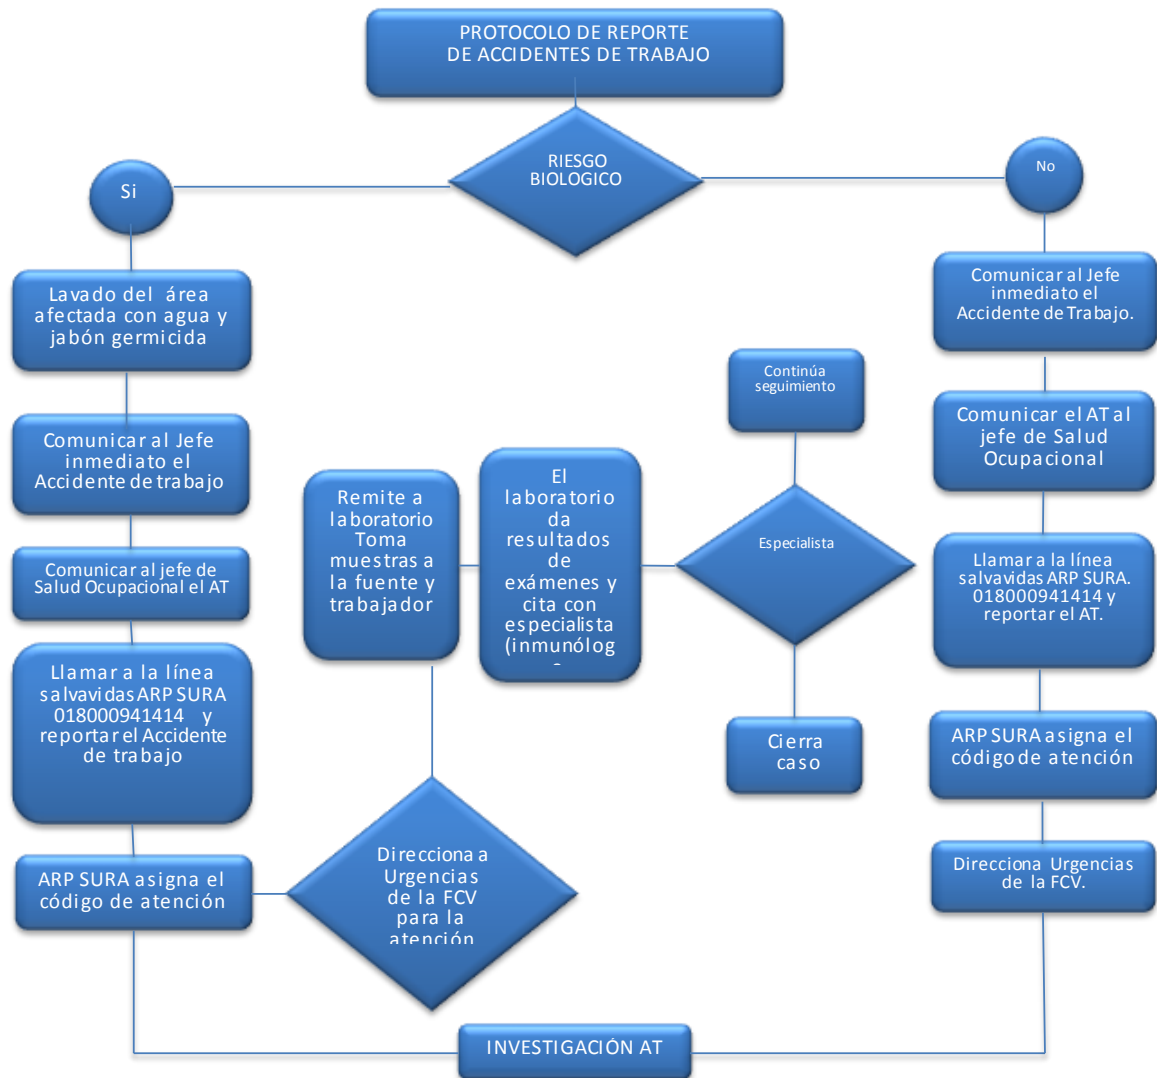 PROTOCOLO DE REPORTE
DE ACCIDENTES DE TRABAJO
RIESGO
BIOLOGICO
Si
No
Lavado del área
afectada con agua y
jabón germicida
Comunicar al Jefe
inmediato el
Accidente de trabajo
Comunicar al jefe de
Salud Ocupacional el AT
Llamar a la línea
salvavidas ARP SURA
018000941414 y
reportar el Accidente
de trabajo
ARP SURA asigna el
código de atención
Direcciona a
Urgencias
de la FCV
para la
atención
Remite a
laboratorio
Toma
muestras a
la fuente y
trabajador
El
laboratorio
da
resultados
de
exámenes y
cita con
especialista
(inmunólog
Continúa
seguimiento
Especialista
Cierra
caso
Comunicar al Jefe
inmediato el
Accidente de Trabajo.
Comunicar el AT al
jefe de Salud
Ocupacional
Llamar a la línea
salvavidas ARP SURA.
018000941414 y
reportar el AT.
ARP SURA asigna el
código de atención
Direcciona Urgencias
de la FCV.
INVESTIGACIÓN AT